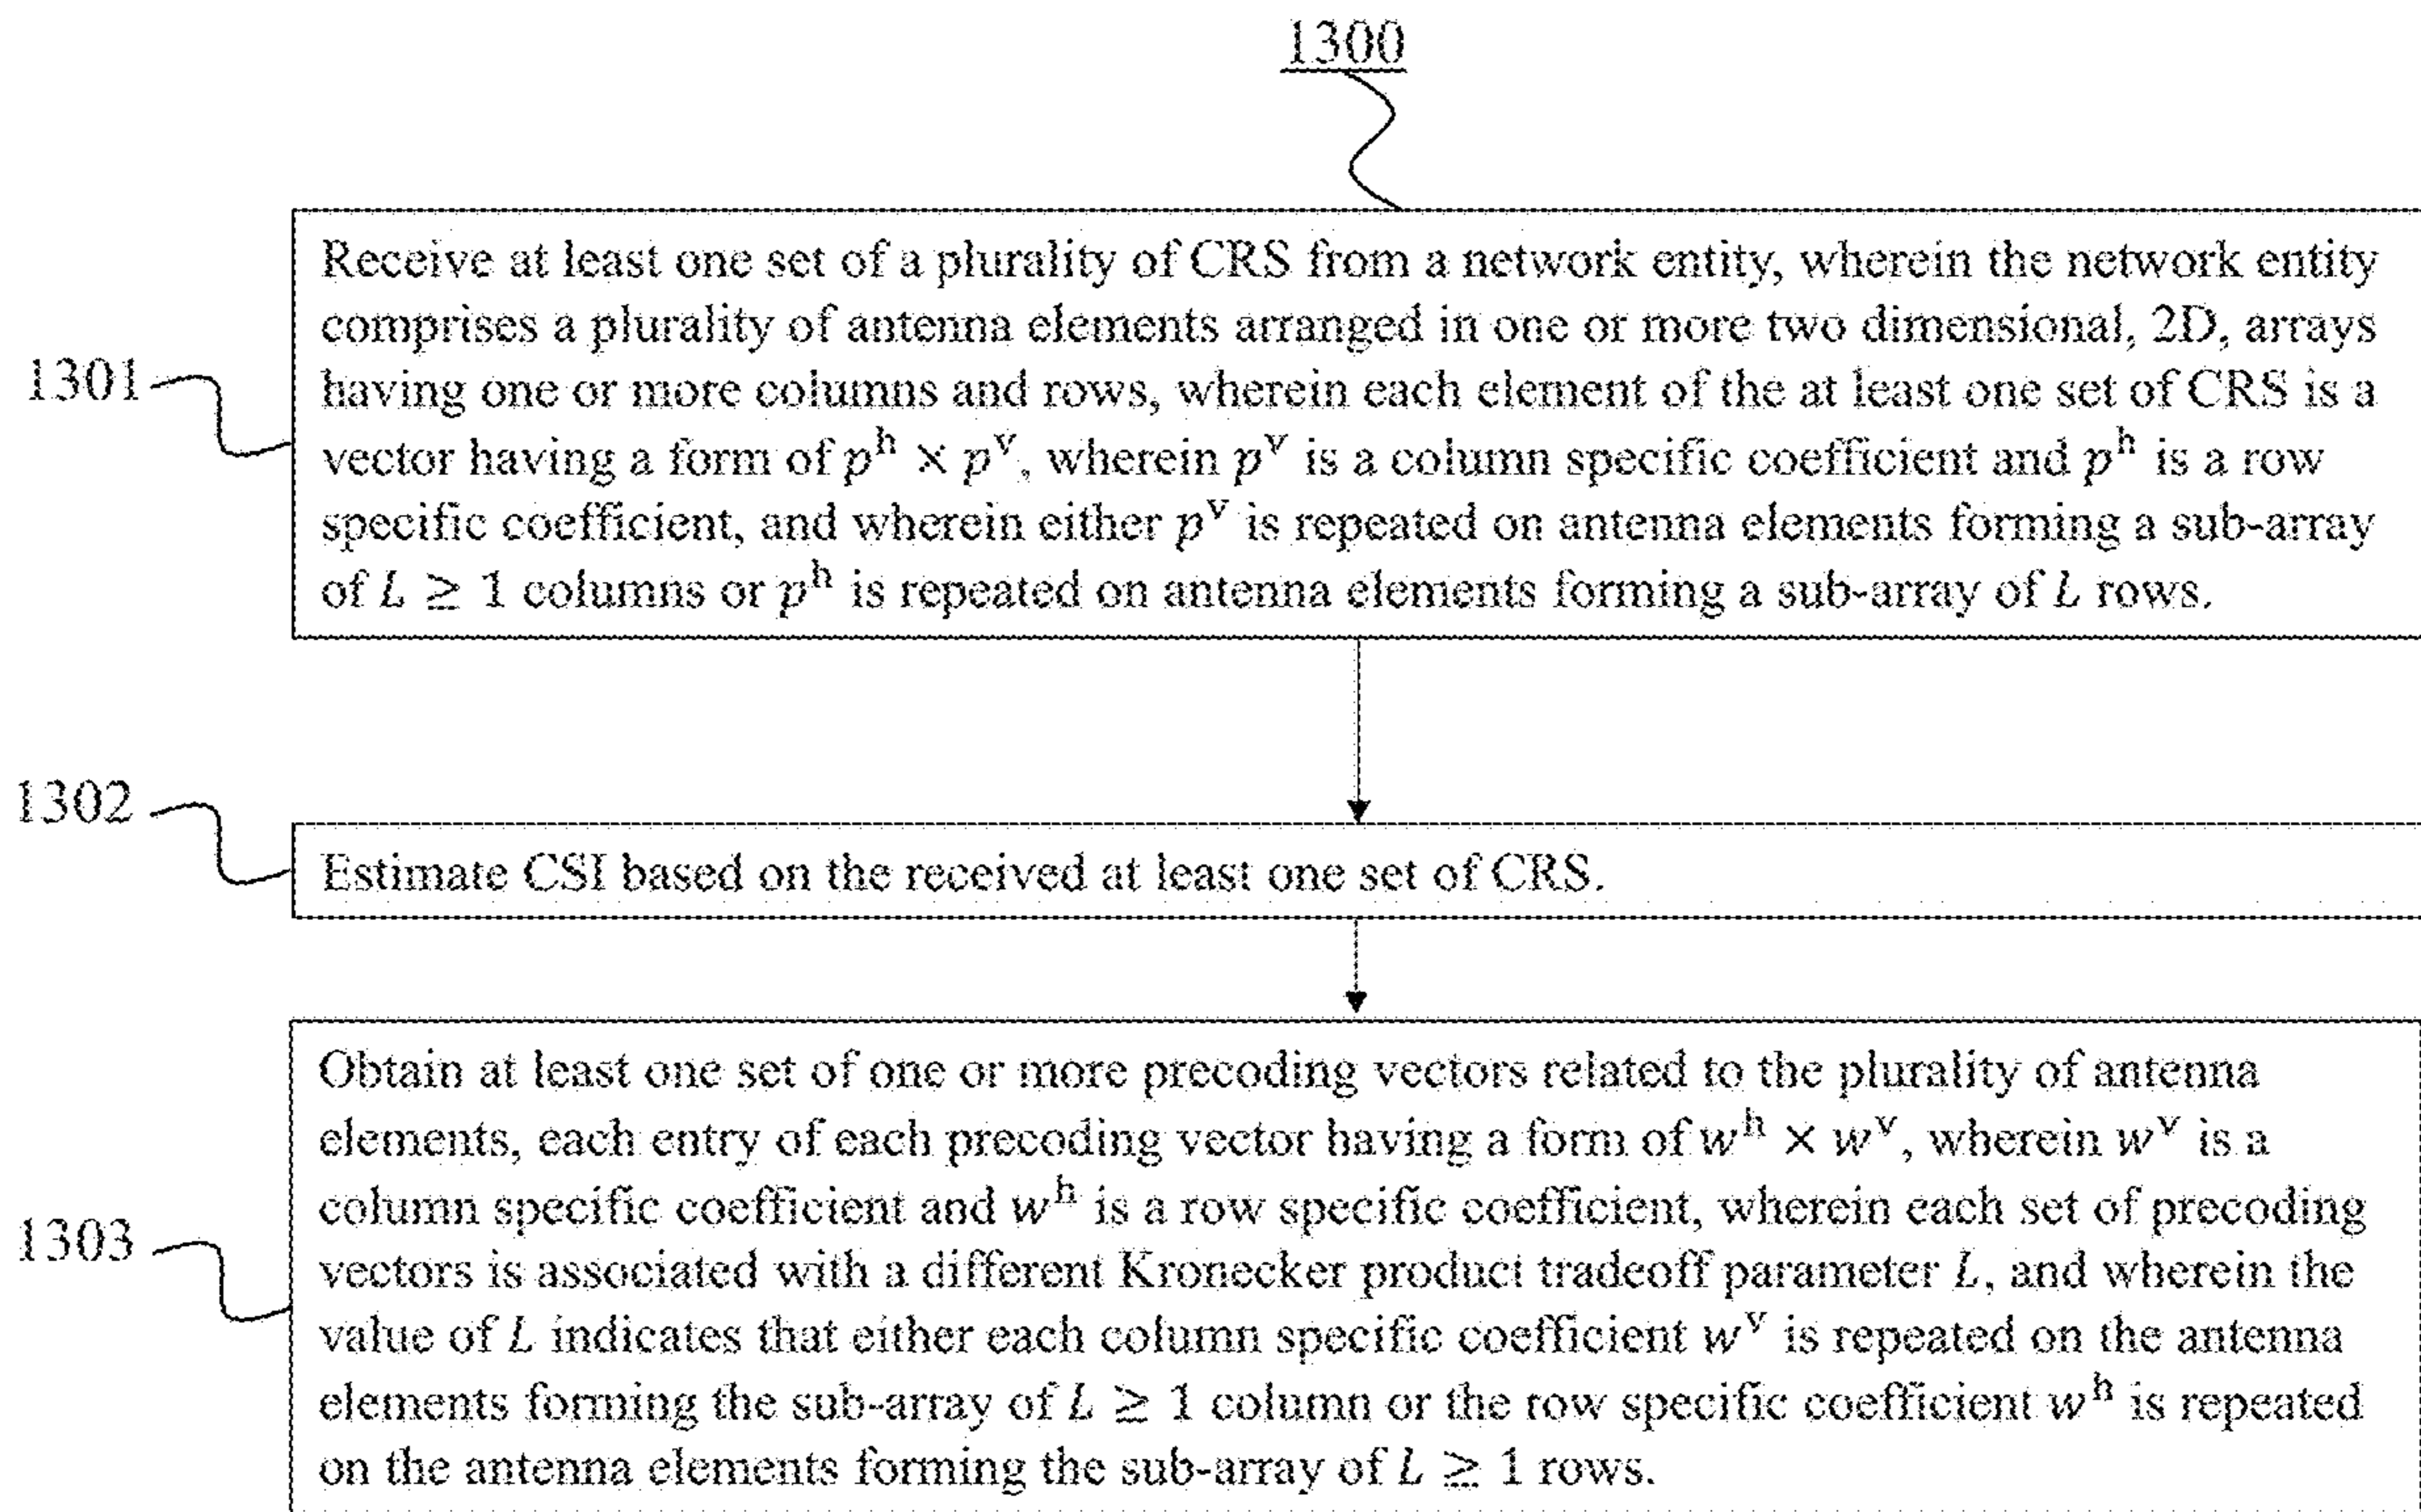 1300
Receive at least one set of a plurality of CRS from a network entity, wherein the network entity
comprises a plurality of antenna elements arranged in one or more two dimensional, 2D, arrays
1301
having one or more columns and rows, wherein each element of the at least one set of CRS is a
vector having a form of pʰ × pᵛ, wherein pᵛ is a column specific coefficient and pʰ is a row
specific coefficient, and wherein either pᵛ is repeated on antenna elements forming a sub-array
of L ≥ 1 columns or pʰ is repeated on antenna elements forming a sub-array of L rows.
1302
Estimate CSI based on the received at least one set of CRS.
Obtain at least one set of one or more precoding vectors related to the plurality of antenna
elements, each entry of each precoding vector having a form of wʰ × wᵛ, wherein wᵛ is a
column specific coefficient and wʰ is a row specific coefficient, wherein each set of precoding
1303
vectors is associated with a different Kronecker product tradeoff parameter L, and wherein the
value of L indicates that either each column specific coefficient wᵛ is repeated on the antenna
elements forming the sub-array of L ≥ 1 column or the row specific coefficient wʰ is repeated
on the antenna elements forming the sub-array of L ≥ 1 rows.